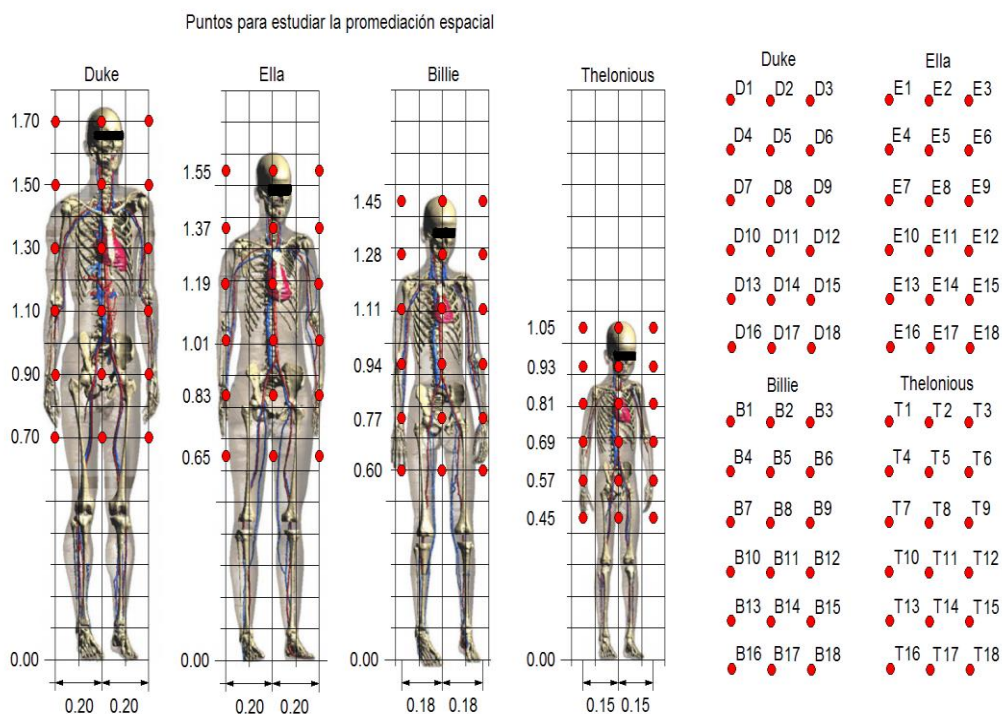 Puntos para estudiar la promediación espacial
Duke
1.70
1.50
1.30
1.10
0.90
0.70
0.00
0.20 0.20
Ella
1.55
1.37
1.19
1.01
0.83
0.65
0.00
0.20 0.20
Billie
1.45
1.28
1.11
0.94
0.77
0.60
0.00
0.18 0.18
Thelonious
1.05
0.93
0.81
0.69
0.57
0.45
0.00
0.15 0.15
Duke
D1 D2 D3
D4 D5 D6
D7 D8 D9
D10 D11 D12
D13 D14 D15
D16 D17 D18
Ella
E1 E2 E3
E4 E5 E6
E7 E8 E9
E10 E11 E12
E13 E14 E15
E16 E17 E18
Billie
B1 B2 B3
B4 B5 B6
B7 B8 B9
B10 B11 B12
B13 B14 B15
B16 B17 B18
Thelonious
T1 T2 T3
T4 T5 T6
T7 T8 T9
T10 T11 T12
T13 T14 T15
T16 T17 T18